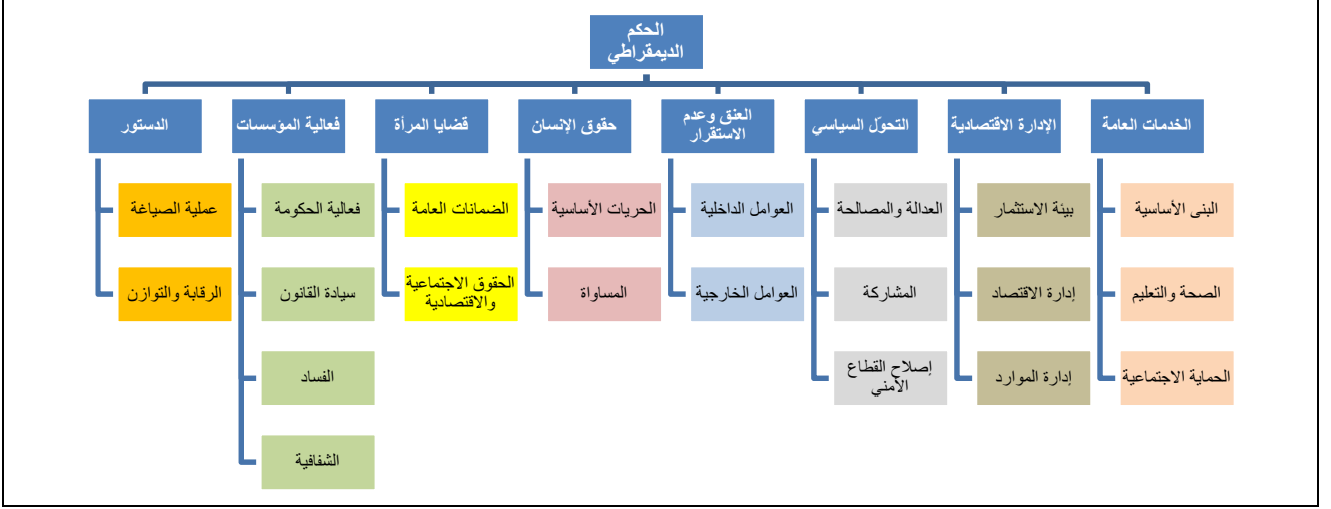 الحكم
الديمقراطي
الخدمات العامة
الإدارة الاقتصادية
التحوّل السياسي
العنق وعدم
الاستقرار
حقوق الإنسان
قضايا المرأة
فعالية المؤسسات
الدستور
البنى الأساسية
بيئة الاستثمار
العدالة والمصالحة
العوامل الداخلية
الحريات الأساسية
الضمانات العامة
فعالية الحكومة
عملية الصياغة
الصحة والتعليم
إدارة الاقتصاد
المشاركة
العوامل الخارجية
المساواة
الحقوق الاجتماعية
والاقتصادية
سيادة القانون
الرقابة والتوازن
الحماية الاجتماعية
إدارة الموارد
إصلاح القطاع
الأمني
الفساد
الشفافية